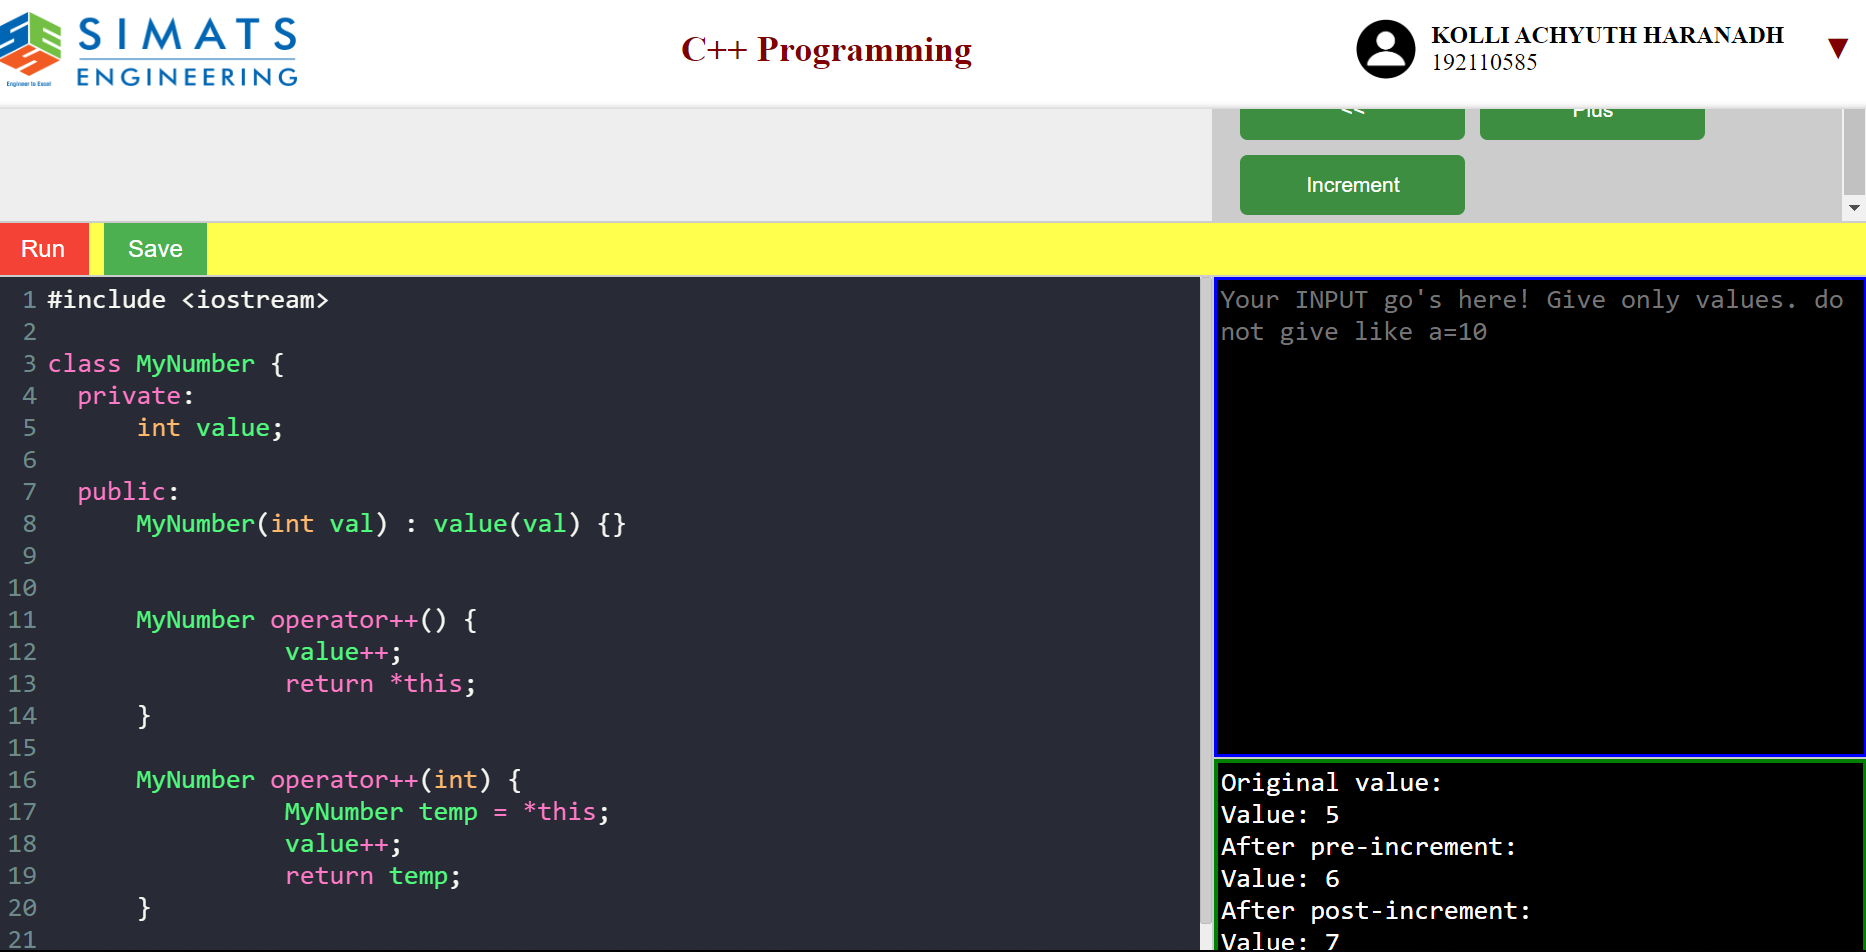 SIMATS
ENGINEERING
Engineer to Excel
C++ Programming
KOLLI ACHYUTH HARANADH
192110585
<<
Plus
Increment
Run
Save
1 #include <iostream>
2
3 class MyNumber {
4 private:
5 int value;
6
7 public:
8 MyNumber(int val) : value(val) {}
9
10
11 MyNumber operator++() {
12 value++;
13 return *this;
14 }
15
16 MyNumber operator++(int) {
17 MyNumber temp = *this;
18 value++;
19 return temp;
20 }
21
Your INPUT go's here! Give only values. do
not give like a=10
Original value:
Value: 5
After pre-increment:
Value: 6
After post-increment:
Value: 7